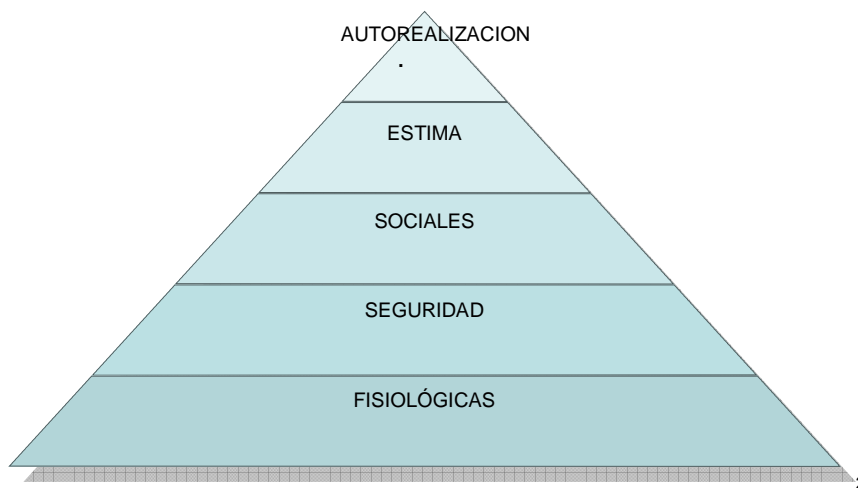 AUTOREALIZACION
.
ESTIMA
SOCIALES
SEGURIDAD
FISIOLÓGICAS